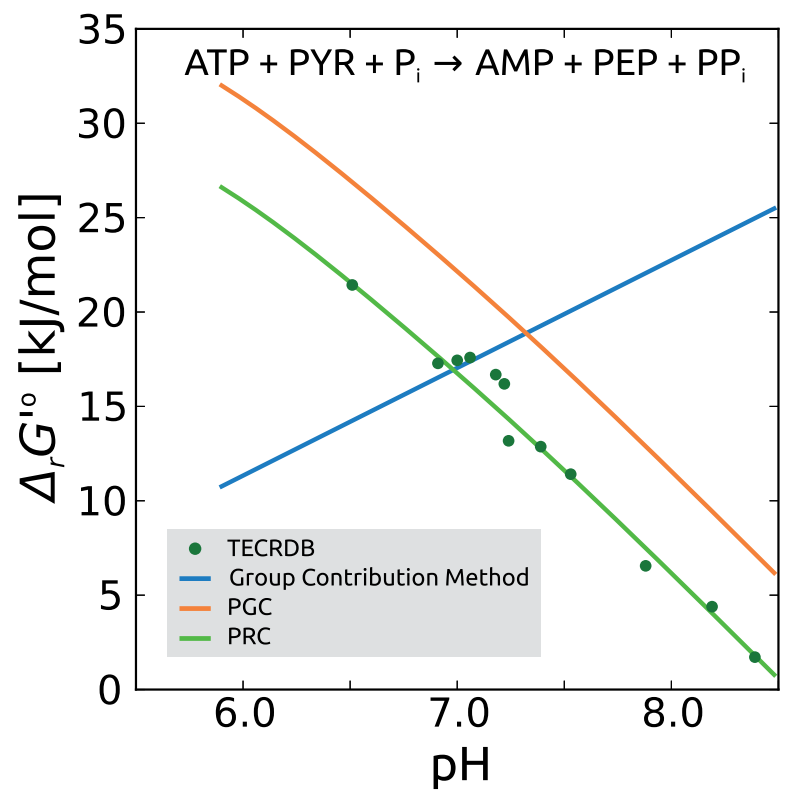 ATP + PYR + Pᵢ → AMP + PEP + PPᵢ
35
30
25
20
15
10
5
0
ΔᵣG'º [kJ/mol]
TECRDB
Group Contribution Method
PGC
PRC
6.0 7.0 8.0
pH